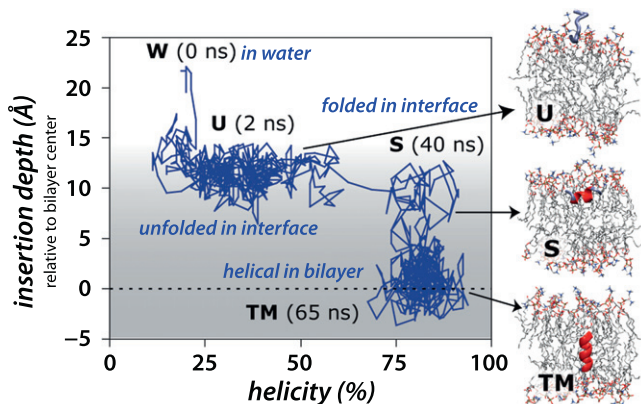 W (0 ns) in water
folded in interface
U (2 ns)
S (40 ns)
unfolded in interface
helical in bilayer
TM (65 ns)
insertion depth (Å)
relative to bilayer center
25
20
15
10
5
0
−5
0
25
50
75
100
helicity (%)
U
S
TM